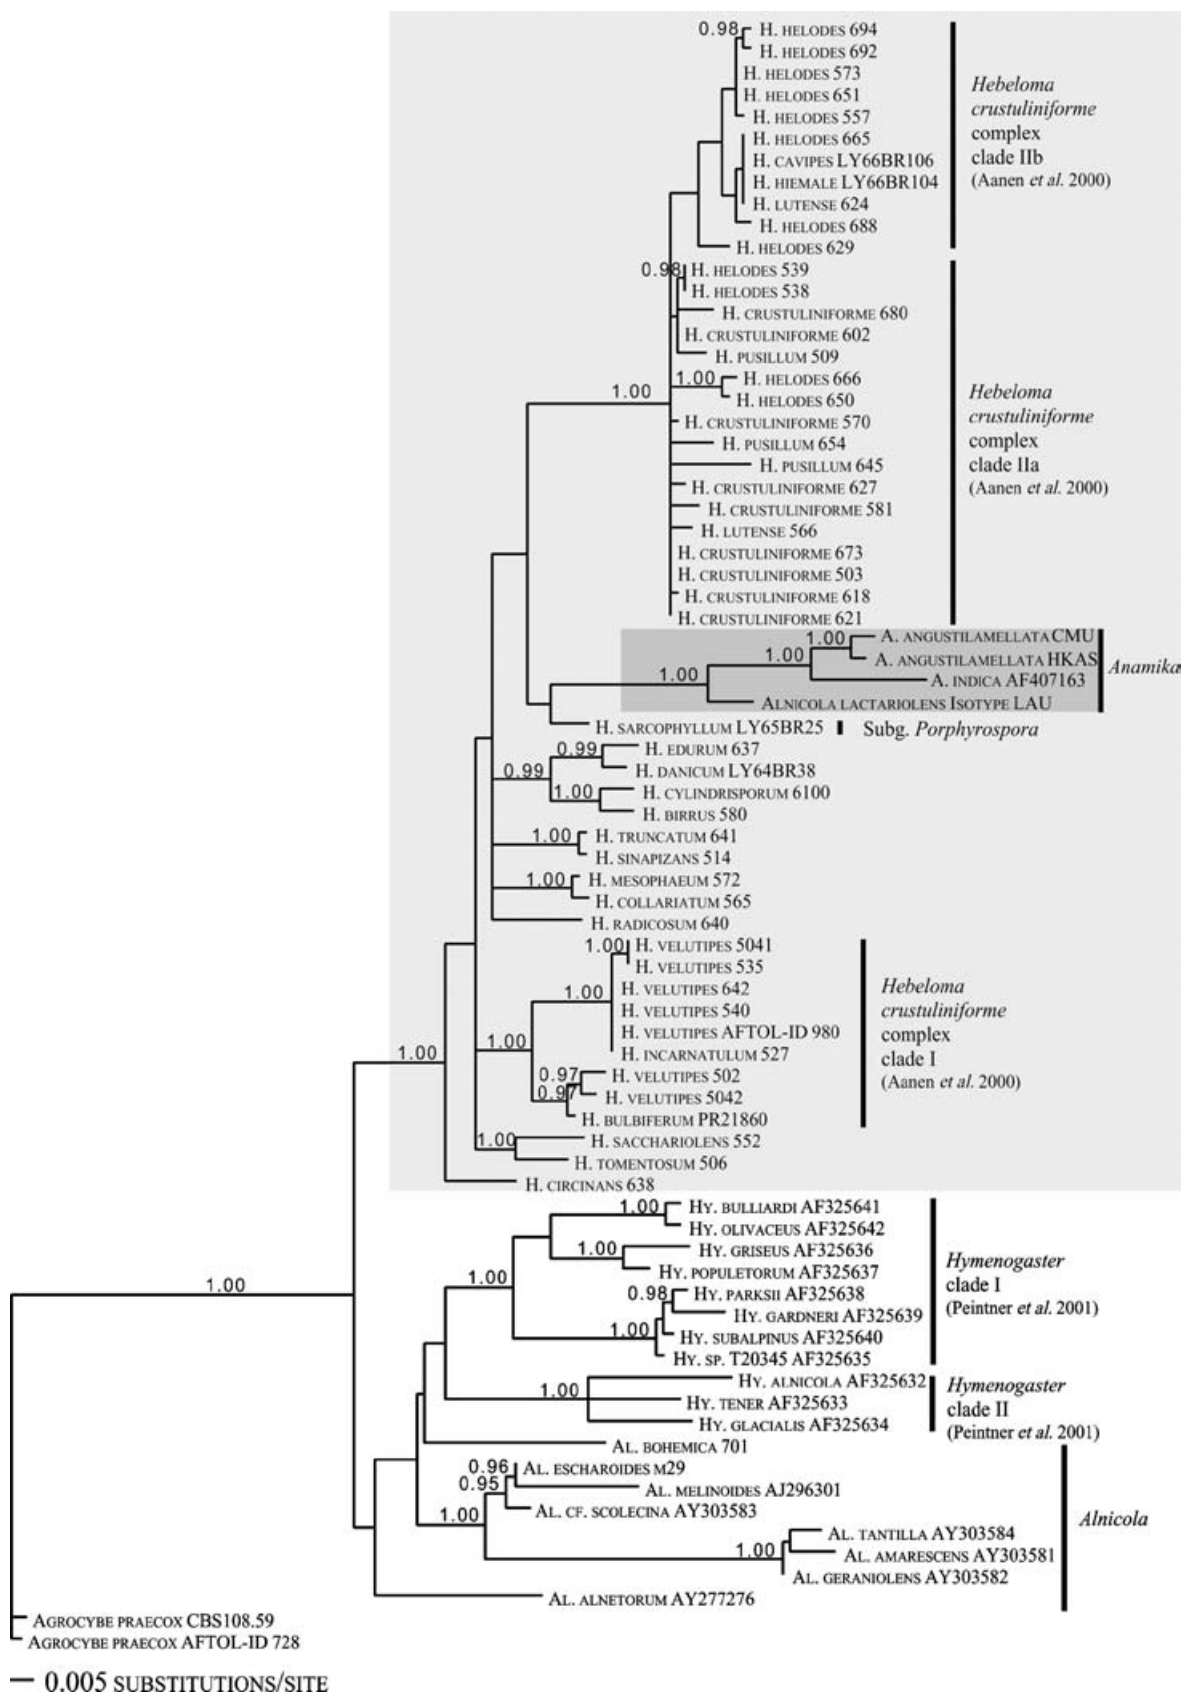 0.98
H. HELODES 694
H. HELODES 692
H. HELODES 573
H. HELODES 651
H. HELODES 557
H. HELODES 665
H. CAVIPES LY66BR106
H. HIEMALE LY66BR104
H. LUTENSE 624
H. HELODES 688
H. HELODES 629
Hebeloma
crustuliniforme
complex
clade IIb
(Aanen et al. 2000)
0.98
H. HELODES 539
H. HELODES 538
H. CRUSTULINIFORME 680
H. CRUSTULINIFORME 602
H. PUSILLUM 509
1.00
1.00
H. HELODES 666
H. HELODES 650
H. CRUSTULINIFORME 570
H. PUSILLUM 654
H. PUSILLUM 645
H. CRUSTULINIFORME 627
H. CRUSTULINIFORME 581
H. LUTENSE 566
H. CRUSTULINIFORME 673
H. CRUSTULINIFORME 503
H. CRUSTULINIFORME 618
H. CRUSTULINIFORME 621
Hebeloma
crustuliniforme
complex
clade IIa
(Aanen et al. 2000)
1.00
A. ANGUSTILAMELLATA CMU
1.00
A. ANGUSTILAMELLATA HKAS
1.00
A. INDICA AF407163
ALNICOLA LACTARIOLENS ISOTYPE LAU
Anamika
H. SARCOPHYLLUM LY65BR25
Subg. Porphyrospora
0.99
H. EDURUM 637
0.99
H. DANICUM LY64BR38
1.00
H. CYLINDRISPORUM 6100
H. BIRRUS 580
1.00
H. TRUNCATUM 641
H. SINAPIZANS 514
1.00
H. MESOPHAEUM 572
H. COLLARIATUM 565
H. RADICOSUM 640
1.00
H. VELUTIPES 5041
H. VELUTIPES 535
1.00
H. VELUTIPES 642
H. VELUTIPES 540
H. VELUTIPES AFTOL-ID 980
H. INCARNATULUM 527
1.00
1.00
0.97
H. VELUTIPES 502
0.97
H. VELUTIPES 5042
H. BULBIFERUM PR21860
Hebeloma
crustuliniforme
complex
clade I
(Aanen et al. 2000)
1.00
H. SACCHARIOLENS 552
H. TOMENTOSUM 506
H. CIRCINANS 638
1.00
HY. BULLIARDI AF325641
HY. OLIVACEUS AF325642
1.00
HY. GRISEUS AF325636
HY. POPULETORUM AF325637
1.00
1.00
0.98
HY. PARKSII AF325638
HY. GARDNERI AF325639
1.00
HY. SUBALPINUS AF325640
HY. SP. T20345 AF325635
Hymenogaster
clade I
(Peintner et al. 2001)
1.00
HY. ALNICOLA AF325632
HY. TENER AF325633
HY. GLACIALIS AF325634
Hymenogaster
clade II
(Peintner et al. 2001)
AL. BOHEMICA 701
0.96
AL. ESCHAROIDES M29
0.95
AL. MELINOIDES AJ296301
AL. CF. SCOLECINA AY303583
1.00
AL. TANTILLA AY303584
1.00
AL. AMARESCENS AY303581
AL. GERANIOLENS AY303582
AL. ALNETORUM AY277276
Alnicola
AGROCYBE PRAECOX CBS108.59
AGROCYBE PRAECOX AFTOL-ID 728
0.005 SUBSTITUTIONS/SITE